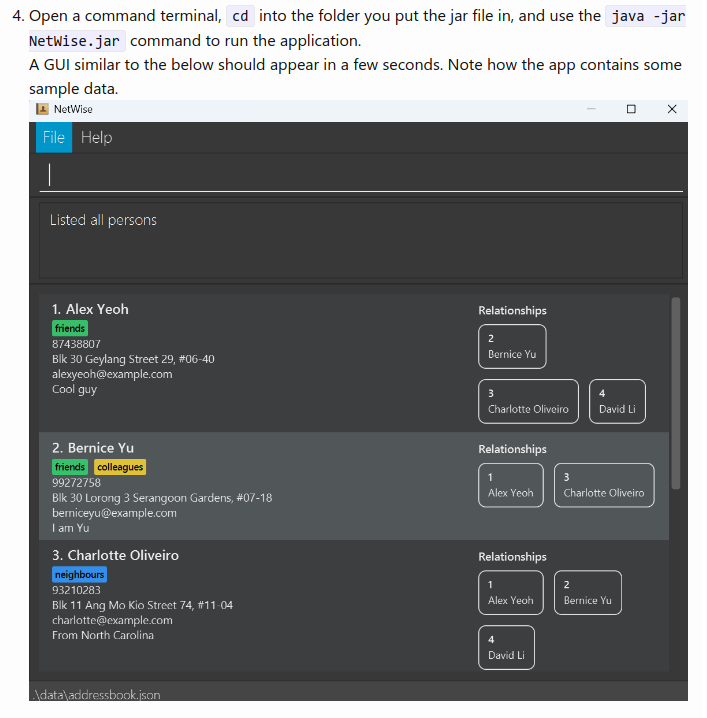 4. Open a command terminal, cd into the folder you put the jar file in, and use the java -jar
NetWise.jar command to run the application.
A GUI similar to the below should appear in a few seconds. Note how the app contains some
sample data.
NetWise
File Help
Listed all persons
1. Alex Yeoh
friends
87438807
Blk 30 Geylang Street 29, #06-40
alexyeoh@example.com
Cool guy
Relationships
2
Bernice Yu
3
Charlotte Oliveiro
4
David Li
2. Bernice Yu
friends colleagues
99272758
Blk 30 Lorong 3 Serangoon Gardens, #07-18
berniceyu@example.com
I am Yu
Relationships
1
Alex Yeoh
3
Charlotte Oliveiro
3. Charlotte Oliveiro
neighbours
93210283
Blk 11 Ang Mo Kio Street 74, #11-04
charlotte@example.com
From North Carolina
Relationships
1
Alex Yeoh
2
Bernice Yu
4
David Li
.\data\addressbook.json